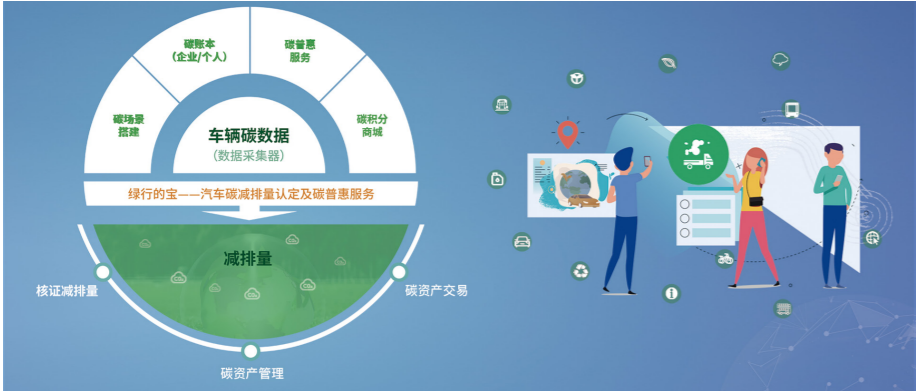 碳账本
（企业/个人）
碳普惠
服务
碳场景
搭建
碳积分
商城
车辆碳数据
（数据采集器）
绿行的宝——汽车碳减排量认定及碳普惠服务
减排量
核证减排量
碳资产交易
碳资产管理